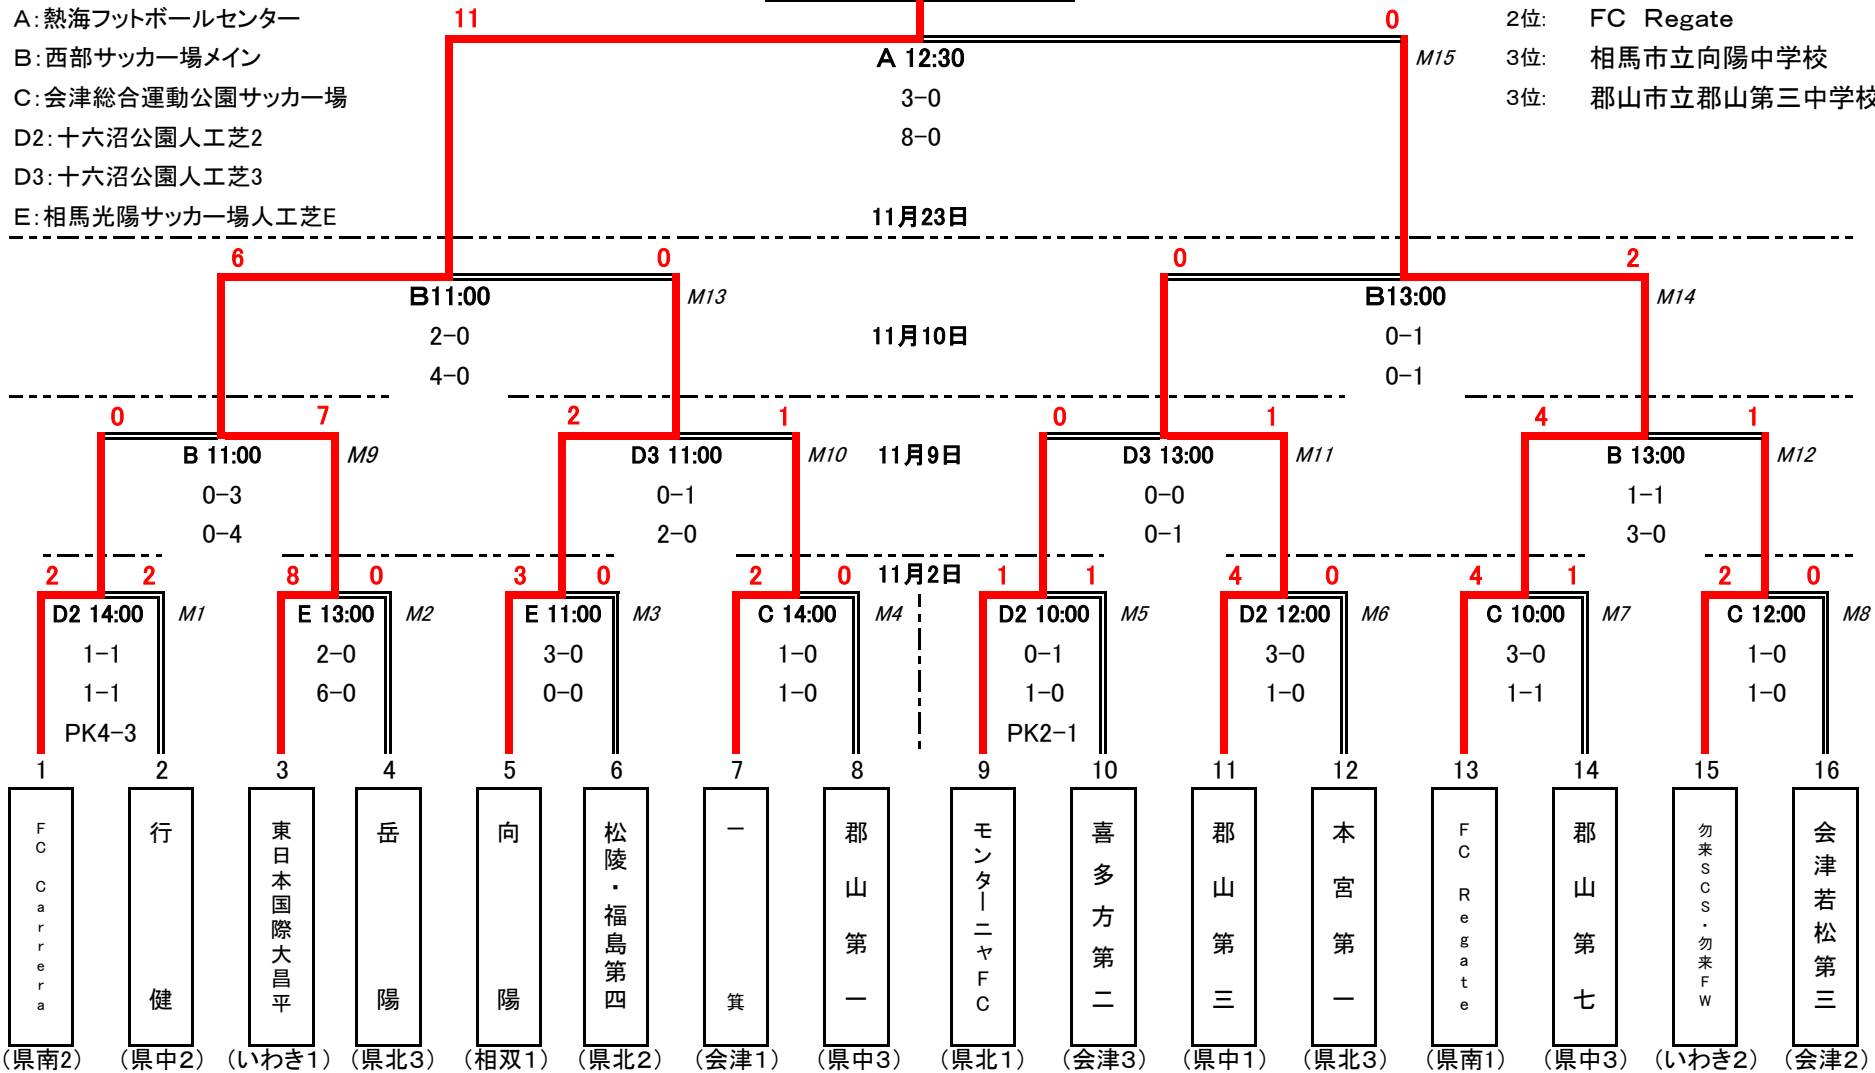 A:熱海フットボールセンター
11
0
2位: FC Regate
B:西部サッカー場メイン
A 12:30
M15
3位: 相馬市立向陽中学校
C:会津総合運動公園サッカー場
3-0
3位: 郡山市立郡山第三中学校
D2:十六沼公園人工芝2
8-0
D3:十六沼公園人工芝3
E:相馬光陽サッカー場人工芝E
11月23日
6
0
0
2
B11:00
M13
B13:00
M14
2-0
11月10日
0-1
4-0
0-1
0
7
2
1
0
1
4
1
B 11:00
M9
D3 11:00
M10
11月9日
D3 13:00
M11
B 13:00
M12
0-3
0-1
0-0
1-1
0-4
2-0
0-1
3-0
2
2
8
0
3
0
2
0
11月2日
1
1
4
0
4
1
2
0
D2 14:00
M1
E 13:00
M2
E 11:00
M3
C 14:00
M4
D2 10:00
M5
D2 12:00
M6
C 10:00
M7
C 12:00
M8
1-1
2-0
3-0
1-0
0-1
3-0
3-0
1-0
1-1
6-0
0-0
1-0
1-0
1-0
1-1
1-0
PK4-3
PK2-1
1
2
3
4
5
6
7
8
9
10
11
12
13
14
15
16
FC Carrera
行健
東日本国際大昌平
岳陽
向陽
松陵・福島第四
一箕
郡山第一
モンターニャFC
喜多方第二
郡山第三
本宮第一
FC Regate
郡山第七
勿来SCS・勿来FW
会津若松第三
(県南2)
(県中2)
(いわき1)
(県北3)
(相双1)
(県北2)
(会津1)
(県中3)
(県北1)
(会津3)
(県中1)
(県北3)
(県南1)
(県中3)
(いわき2)
(会津2)